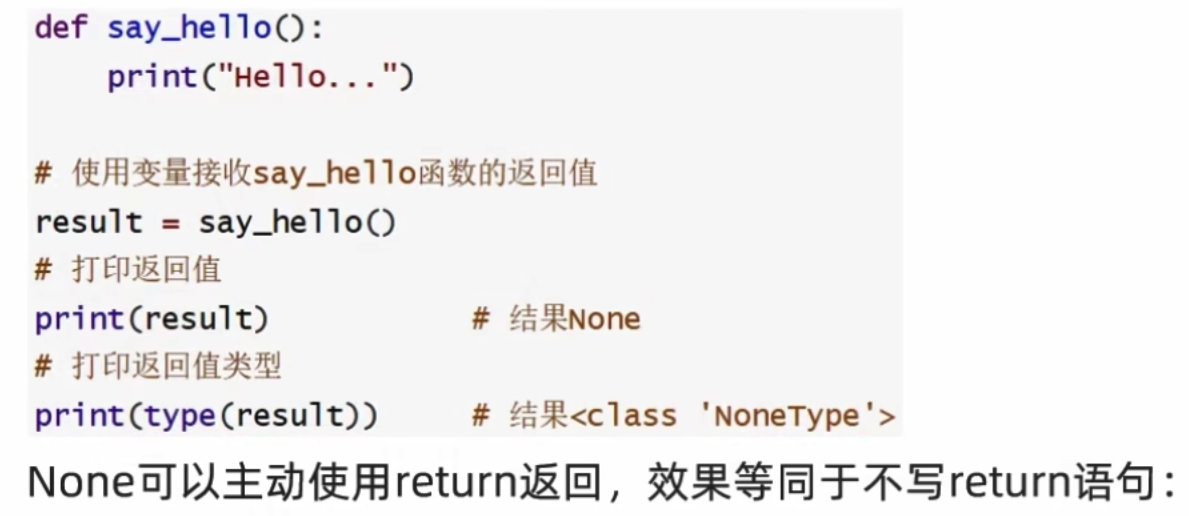 def say_hello():
    print("Hello...")
# 使用变量接收say_hello函数的返回值
result = say_hello()
# 打印返回值
print(result)           # 结果None
# 打印返回值类型
print(type(result))     # 结果<class 'NoneType'>
None可以主动使用return返回，效果等同于不写return语句：